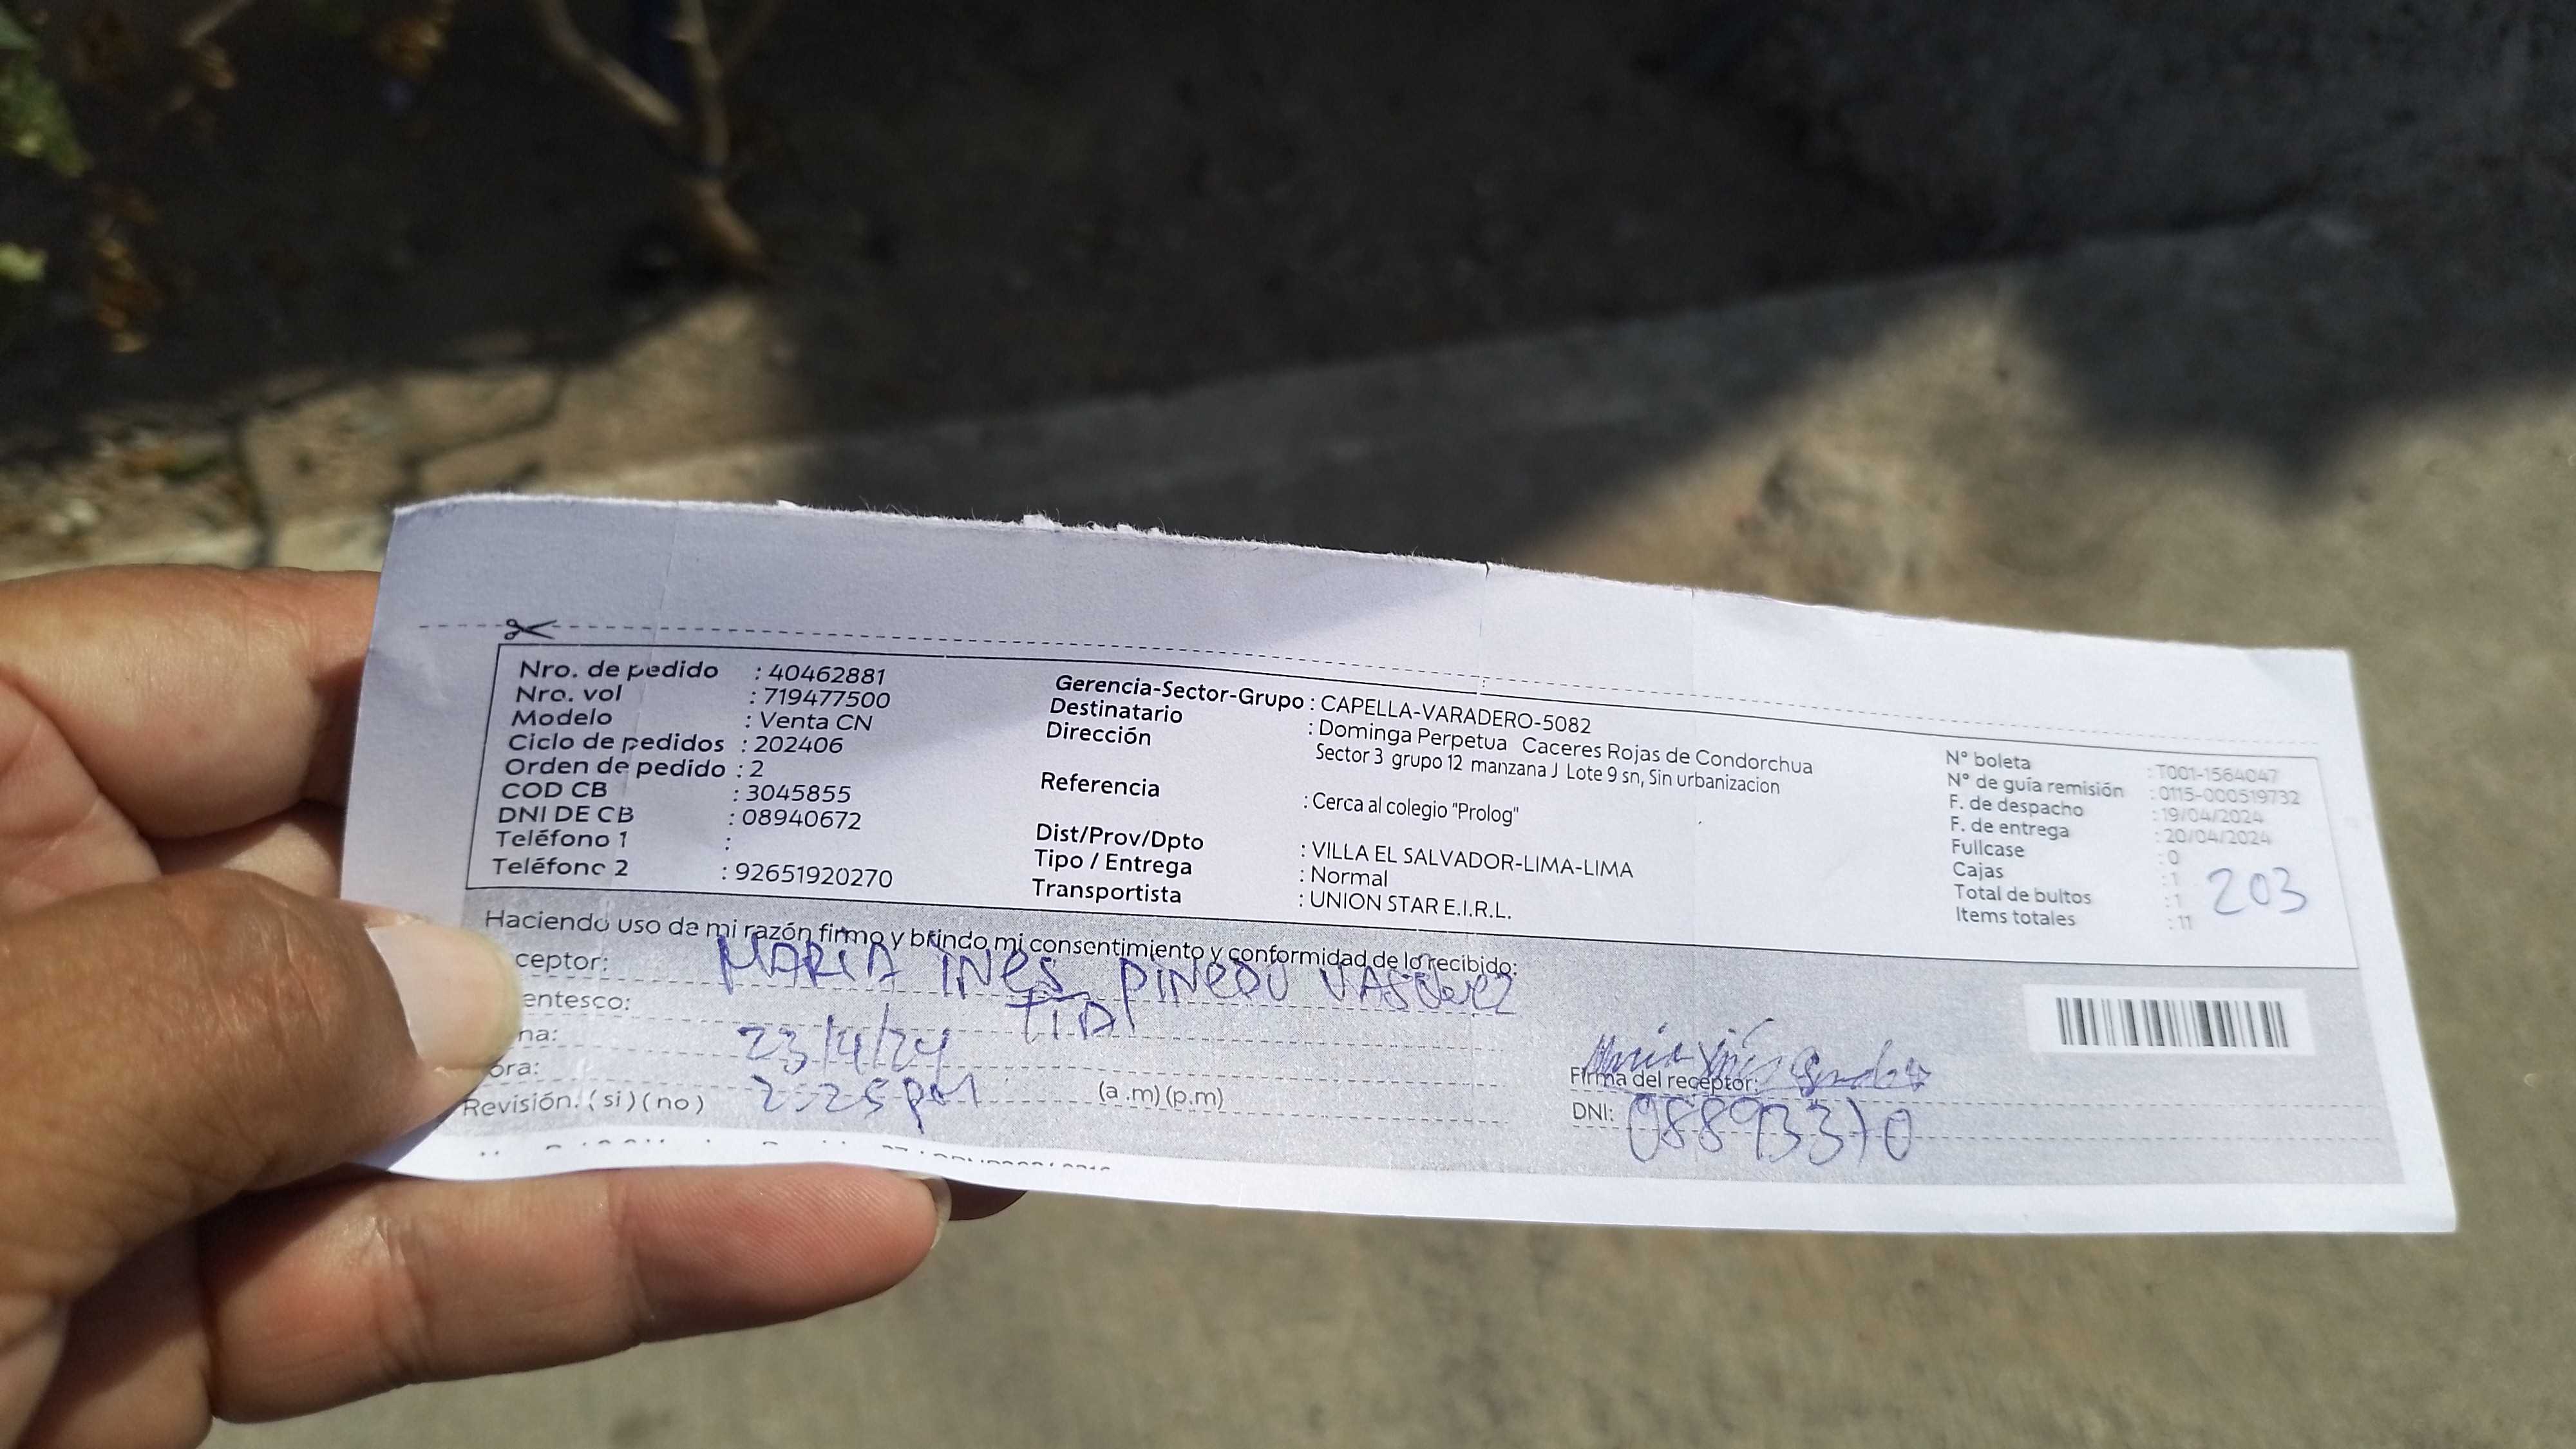 Nro. de pedido : 40462881
Nro. vol : 719477500
Modelo : Venta CN
Ciclo de pedidos : 202406
Orden de pedido : 2
COD CB : 3045855
DNI DE CB : 08940672
Teléfono 1 :
Teléfono 2 : 92651920270
Gerencia-Sector-Grupo : CAPELLA-VARADERO-5082
Destinatario : Dominga Perpetua Caceres Rojas de Condorchua
Dirección Sector 3 grupo 12 manzana J Lote 9 sn, Sin urbanizacion
Referencia : Cerca al colegio "Prolog"
Dist/Prov/Dpto : VILLA EL SALVADOR-LIMA-LIMA
Tipo / Entrega : Normal
Transportista : UNION STAR E.I.R.L.
N° boleta : T001-1564047
N° de guía remisión : 0115-000519732
F. de despacho : 19/04/2024
F. de entrega : 20/04/2024
Fullcase : 0
Cajas : 1
Total de bultos : 1
Items totales : 11
203
Haciendo uso de mi razón firmo y brindo mi consentimiento y conformidad de lo recibido:
ceptor: MARIA INES PINEDO VASQUEZ
entesco: TIA
na: 23/4/24
ora: 2:25 pm (a.m)(p.m)
Revisión. (si) (no)
Firma del receptor: Maria Ines
DNI: 08893370